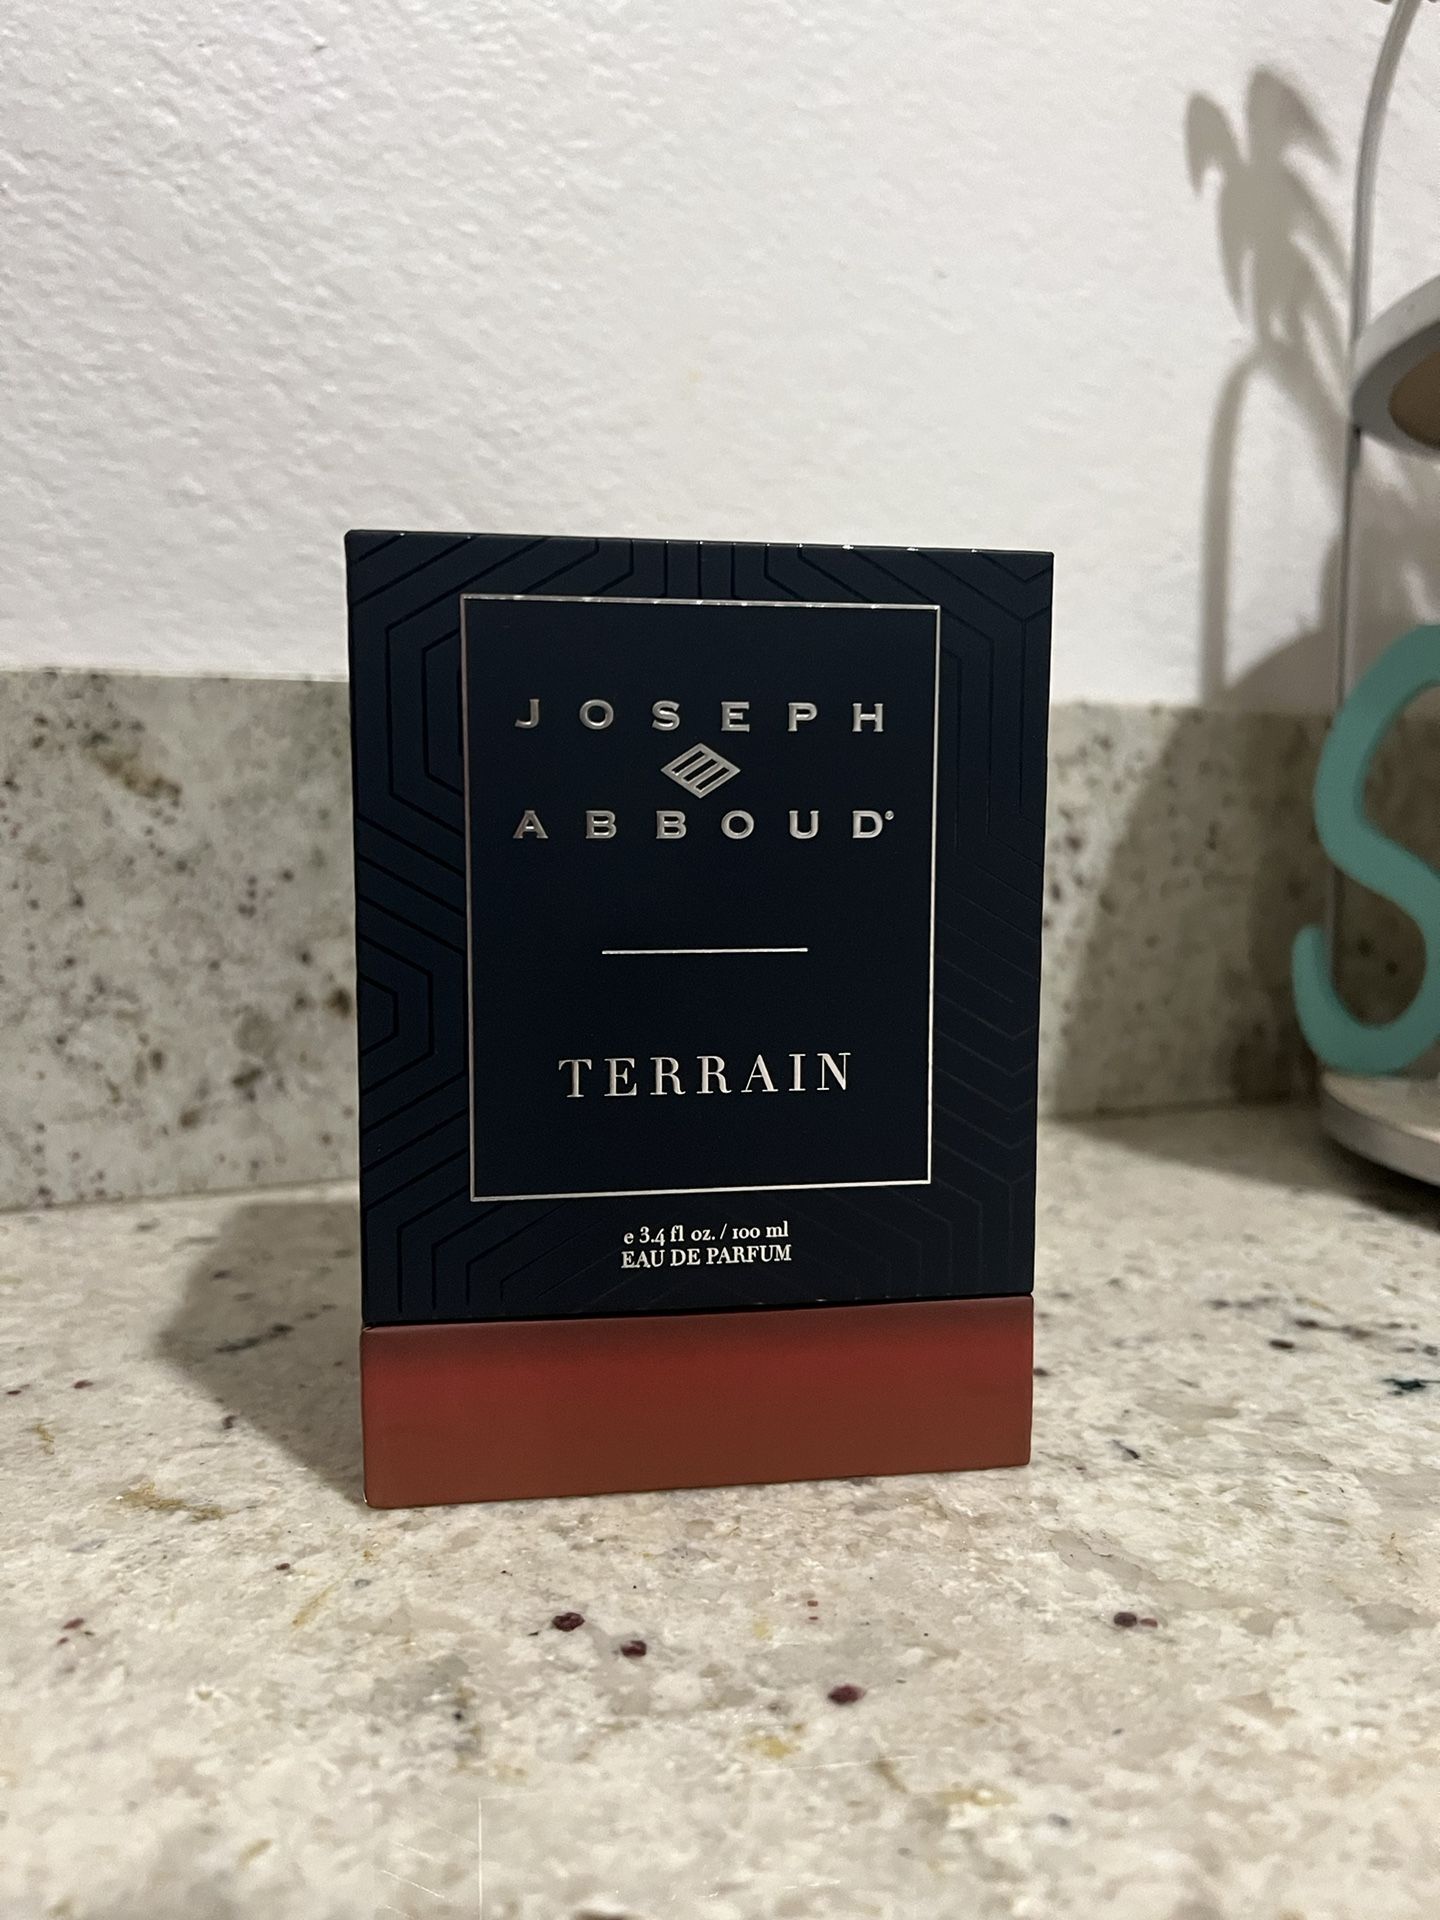 JOSEPH
ABBOUD®
TERRAIN
e 3.4 fl oz. / 100 ml
EAU DE PARFUM
S